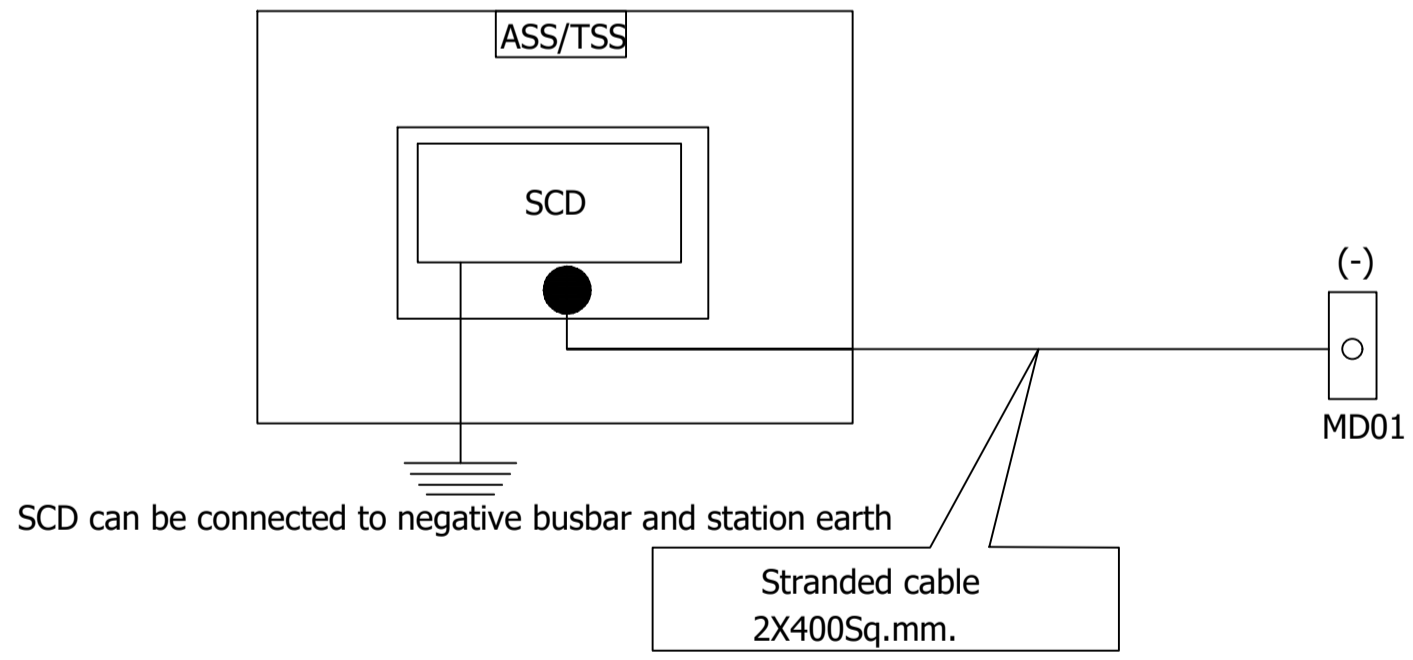 ASS/TSS
SCD
(-)
MD01
SCD can be connected to negative busbar and station earth
Stranded cable
2X400Sq.mm.